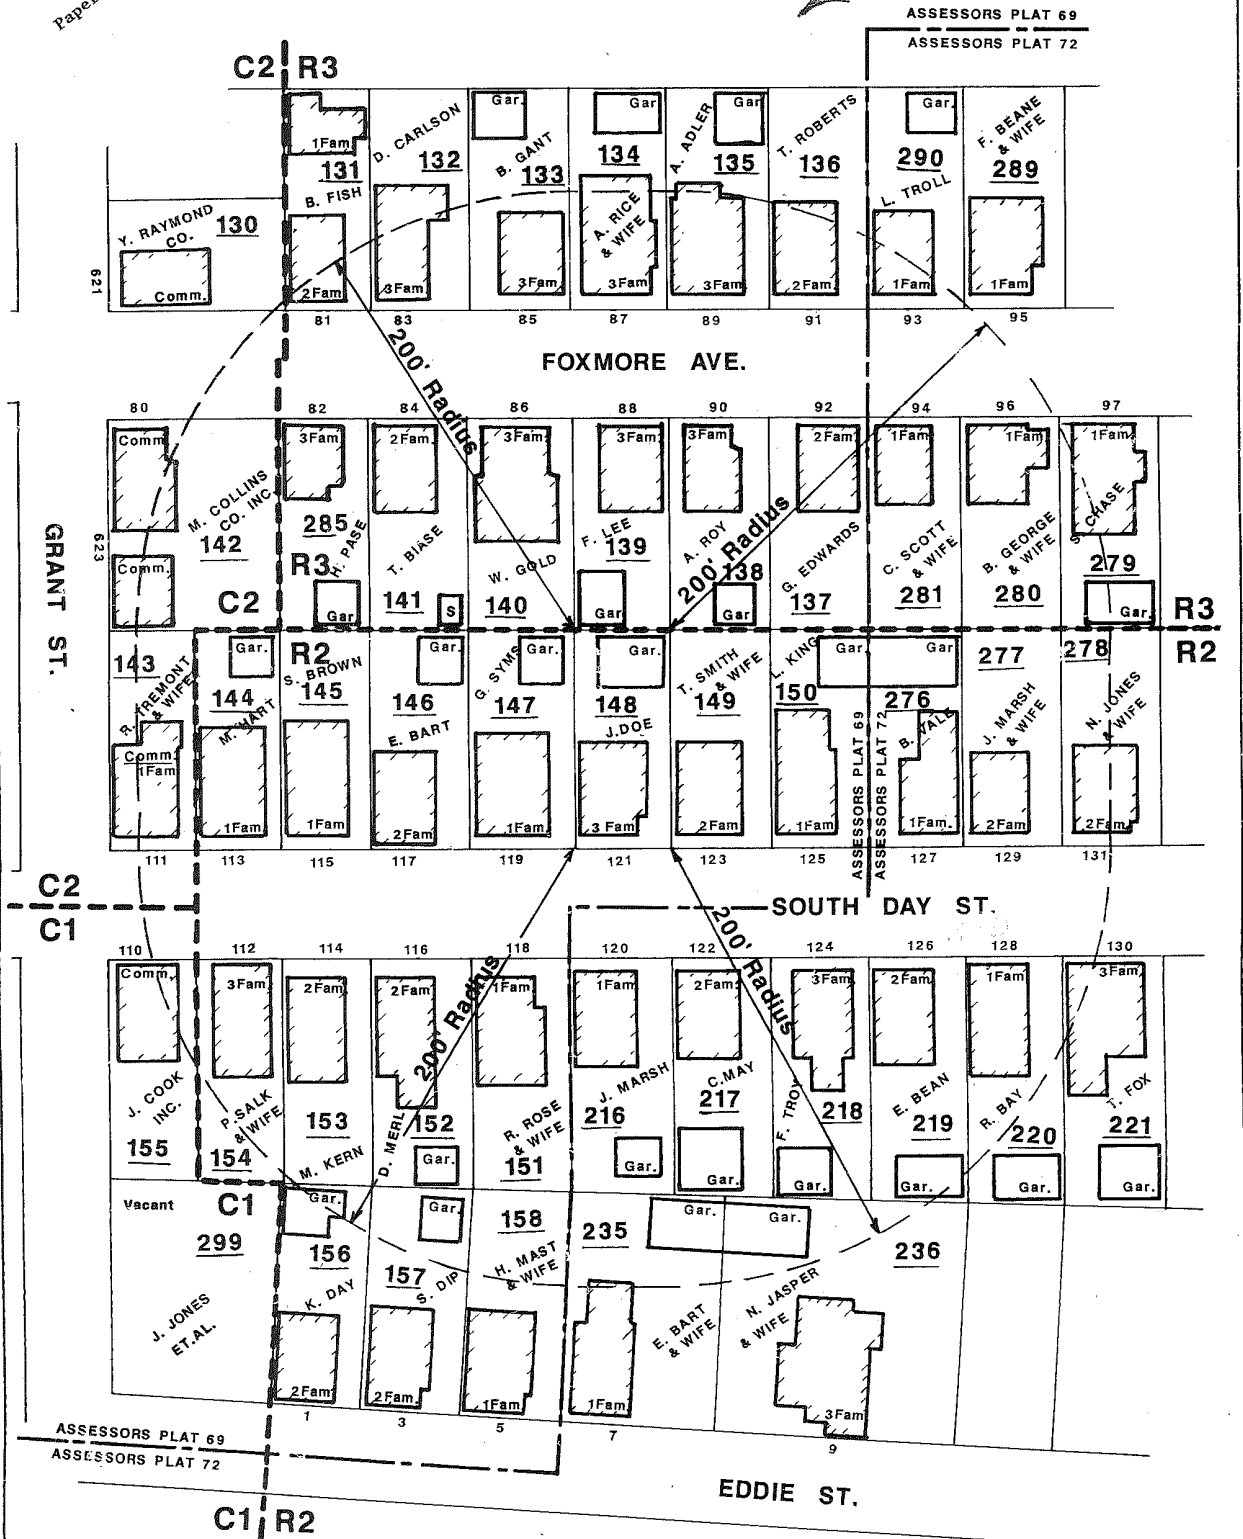 Paper
ASSESSORS PLAT 69
ASSESSORS PLAT 72
C2 R3
1Fam
131
B. FISH
2Fam
81
D. CARLSON
132
3Fam
83
Gar.
B. GANT
133
3Fam
85
Gar
134
A. RICE
& WIFE
3Fam
87
A. ADLER
Gar
135
3Fam
89
T. ROBERTS
136
2Fam
91
Gar.
290
L. TROLL
1Fam
93
F. BEANE
& WIFE
289
1Fam
95
Y. RAYMOND
CO.
130
Comm.
621
200' Radius
FOXMORE AVE.
200' Radius
80
Comm
M. COLLINS
CO. INC.
142
Comm.
623
GRANT ST.
82
3Fam
285
H. PASE
R3
Gar
C2
84
2Fam
T. BIASE
141
S
86
3Fam
W. GOLD
140
88
3Fam
F. LEE
139
Gar
90
3Fam
A. ROY
138
Gar
92
2Fam
G. EDWARDS
137
94
1Fam
C. SCOTT
& WIFE
281
96
1Fam
B. GEORGE
& WIFE
280
97
1Fam
S. CHASE
279
Gar.
R3
R2
143
R. TREMONT
& WIFE
Comm
1Fam
111
Gar.
144
M. HART
1Fam
113
R2
S. BROWN
145
1Fam
115
Gar.
146
E. BART
2Fam
117
Gar.
G. SYMS
147
1Fam
119
Gar.
148
J. DOE
3 Fam
121
T. SMITH
& WIFE
149
2Fam
123
L. KING
150
Gar
1Fam
125
ASSESSORS PLAT 69
ASSESSORS PLAT 72
Gar
276
B. VALE
1Fam
127
277
J. MARSH
& WIFE
2Fam
129
278
N. JONES
& WIFE
2Fam
131
C2
C1
SOUTH DAY ST.
200' Radius
200' Radius
110
Comm.
J. COOK
INC.
155
112
3Fam
P. SALK
& WIFE
154
114
2Fam
153
M. KERN
116
2Fam
D. MERL
152
Gar.
118
1Fam
R. ROSE
& WIFE
151
120
1Fam
J. MARSH
216
Gar.
122
2Fam
C. MAY
217
Gar.
124
3Fam
F. TROY
218
Gar.
126
2Fam
E. BEAN
219
Gar.
128
1Fam
R. BAY
220
Gar.
130
3Fam
T. FOX
221
Gar.
Vacant
C1
299
J. JONES
ET.AL.
Gar.
156
K. DAY
2Fam
1
Gar.
157
S. DIP
2Fam
3
158
H. MAST
& WIFE
1Fam
5
235
Gar.
E. BART
& WIFE
1Fam
7
Gar.
236
N. JASPER
& WIFE
3Fam
9
ASSESSORS PLAT 69
ASSESSORS PLAT 72
EDDIE ST.
C1 R2